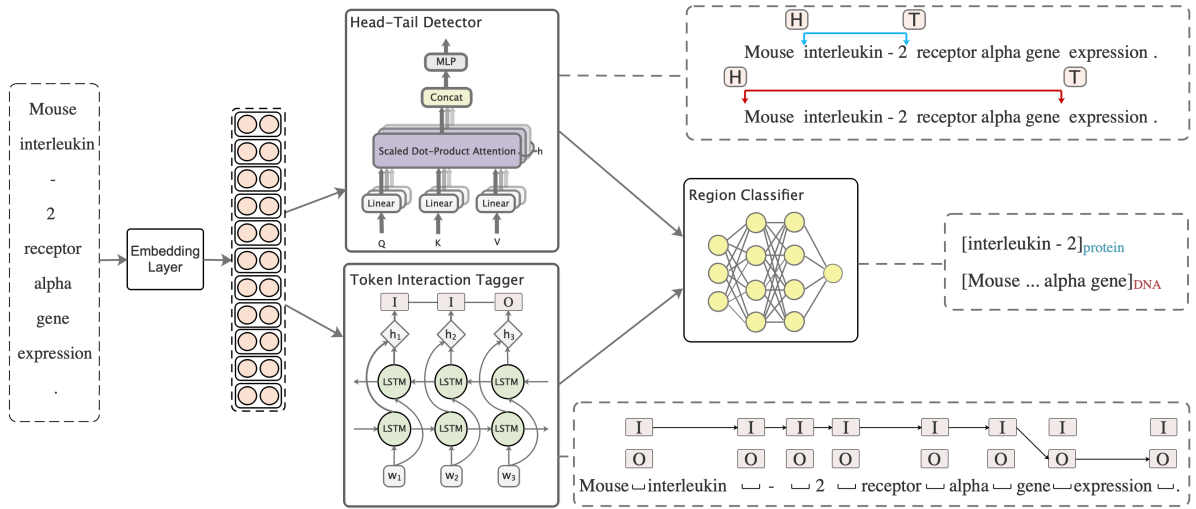 Mouse
interleukin
-
2
receptor
alpha
gene
expression
.
Embedding
Layer
Head-Tail Detector
MLP
Concat
Scaled Dot-Product Attention
h
Linear Linear Linear
Q K V
Token Interaction Tagger
I I O
h1 h2 h3
LSTM LSTM LSTM
LSTM LSTM LSTM
w1 w2 w3
H T
Mouse interleukin - 2 receptor alpha gene expression .
H T
Mouse interleukin - 2 receptor alpha gene expression .
Region Classifier
[interleukin - 2]protein
[Mouse ... alpha gene]DNA
I I I I I I I I
O O O O O O O O
Mouse interleukin - 2 receptor alpha gene expression .